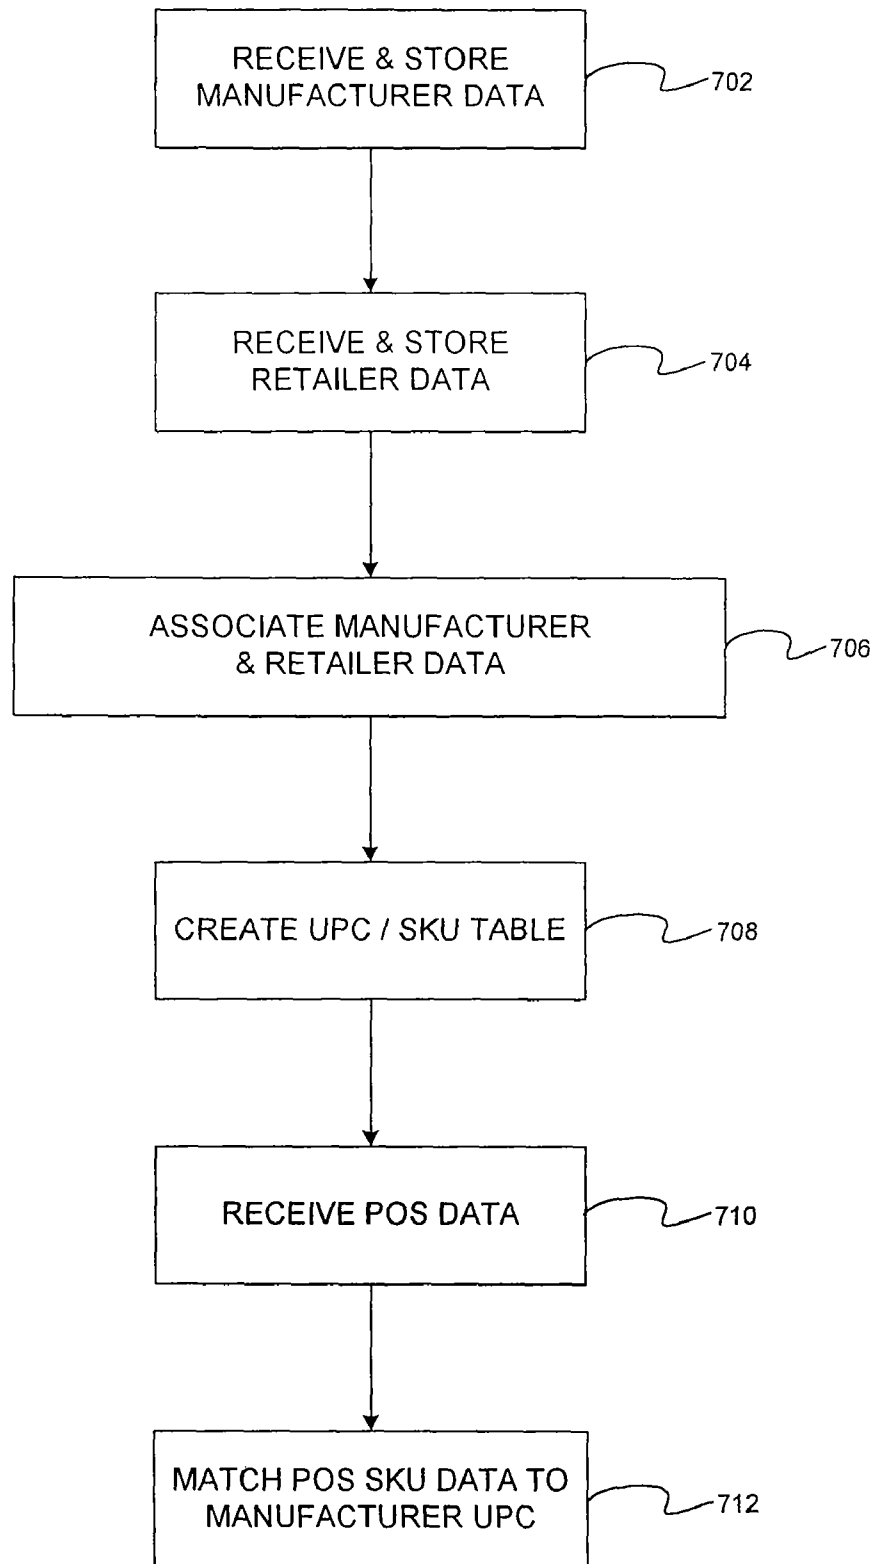 RECEIVE & STORE
MANUFACTURER DATA
702
RECEIVE & STORE
RETAILER DATA
704
ASSOCIATE MANUFACTURER
& RETAILER DATA
706
CREATE UPC / SKU TABLE
708
RECEIVE POS DATA
710
MATCH POS SKU DATA TO
MANUFACTURER UPC
712